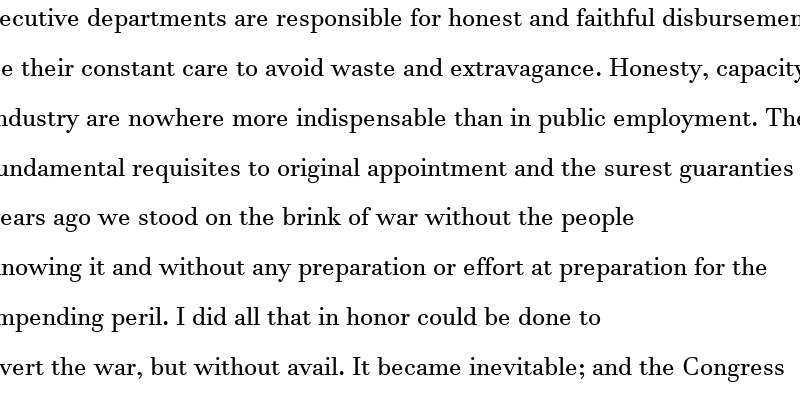 ecutive departments are responsible for honest and faithful disbursemen
e their constant care to avoid waste and extravagance. Honesty, capacity
ndustry are nowhere more indispensable than in public employment. The
undamental requisites to original appointment and the surest guaranties
ears ago we stood on the brink of war without the people
nowing it and without any preparation or effort at preparation for the
mpending peril. I did all that in honor could be done to
vert the war, but without avail. It became inevitable; and the Congress